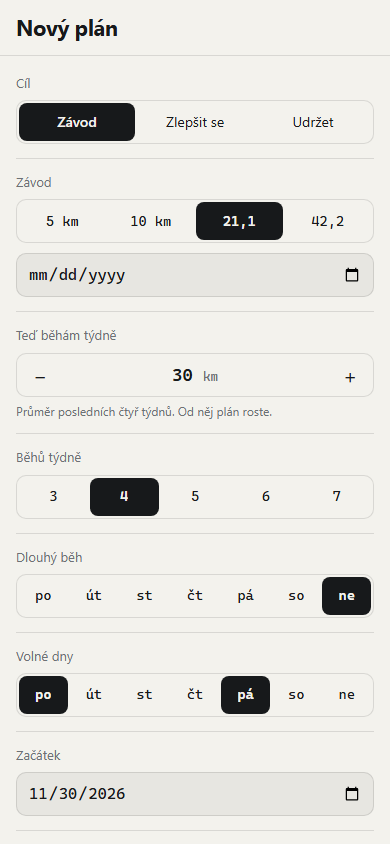 Nový plán
Cíl
Závod Zlepšit se Udržet
Závod
5 km 10 km 21,1 42,2
mm/dd/yyyy
Teď běhám týdně
− 30 km +
Průměr posledních čtyř týdnů. Od něj plán roste.
Běhů týdně
3 4 5 6 7
Dlouhý běh
po út st čt pá so ne
Volné dny
po út st čt pá so ne
Začátek
11/30/2026